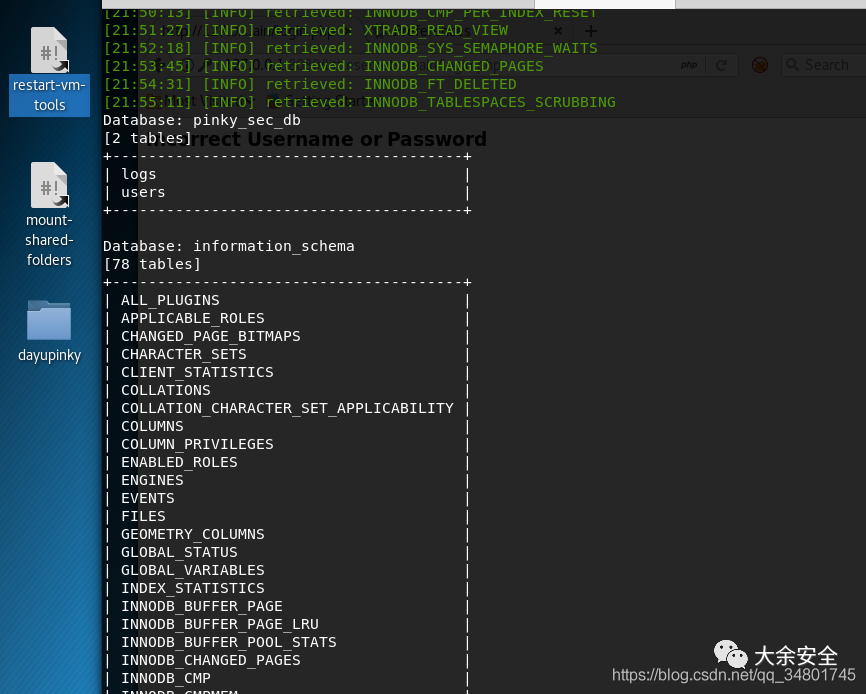 [21:50:13] [INFO] retrieved: INNODB_CMP_PER_INDEX_RESET
[21:51:27] [INFO] retrieved: XTRADB_READ_VIEW
[21:52:18] [INFO] retrieved: INNODB_SYS_SEMAPHORE_WAITS
[21:53:45] [INFO] retrieved: INNODB_CHANGED_PAGES
[21:54:31] [INFO] retrieved: INNODB_FT_DELETED
[21:55:11] [INFO] retrieved: INNODB_TABLESPACES_SCRUBBING
php
Search
restart-vm-
tools
mount-
shared-
folders
dayupinky
Database: pinky_sec_db
[2 tables]
Incorrect Username or Password
+---------------------------------------+
| logs |
| users |
+---------------------------------------+
Database: information_schema
[78 tables]
+---------------------------------------+
| ALL_PLUGINS |
| APPLICABLE_ROLES |
| CHANGED_PAGE_BITMAPS |
| CHARACTER_SETS |
| CLIENT_STATISTICS |
| COLLATIONS |
| COLLATION_CHARACTER_SET_APPLICABILITY |
| COLUMNS |
| COLUMN_PRIVILEGES |
| ENABLED_ROLES |
| ENGINES |
| EVENTS |
| FILES |
| GEOMETRY_COLUMNS |
| GLOBAL_STATUS |
| GLOBAL_VARIABLES |
| INDEX_STATISTICS |
| INNODB_BUFFER_PAGE |
| INNODB_BUFFER_PAGE_LRU |
| INNODB_BUFFER_POOL_STATS |
| INNODB_CHANGED_PAGES |
| INNODB_CMP |
| INNODB_CMPMEM |
大余安全
https://blog.csdn.net/qq_34801745